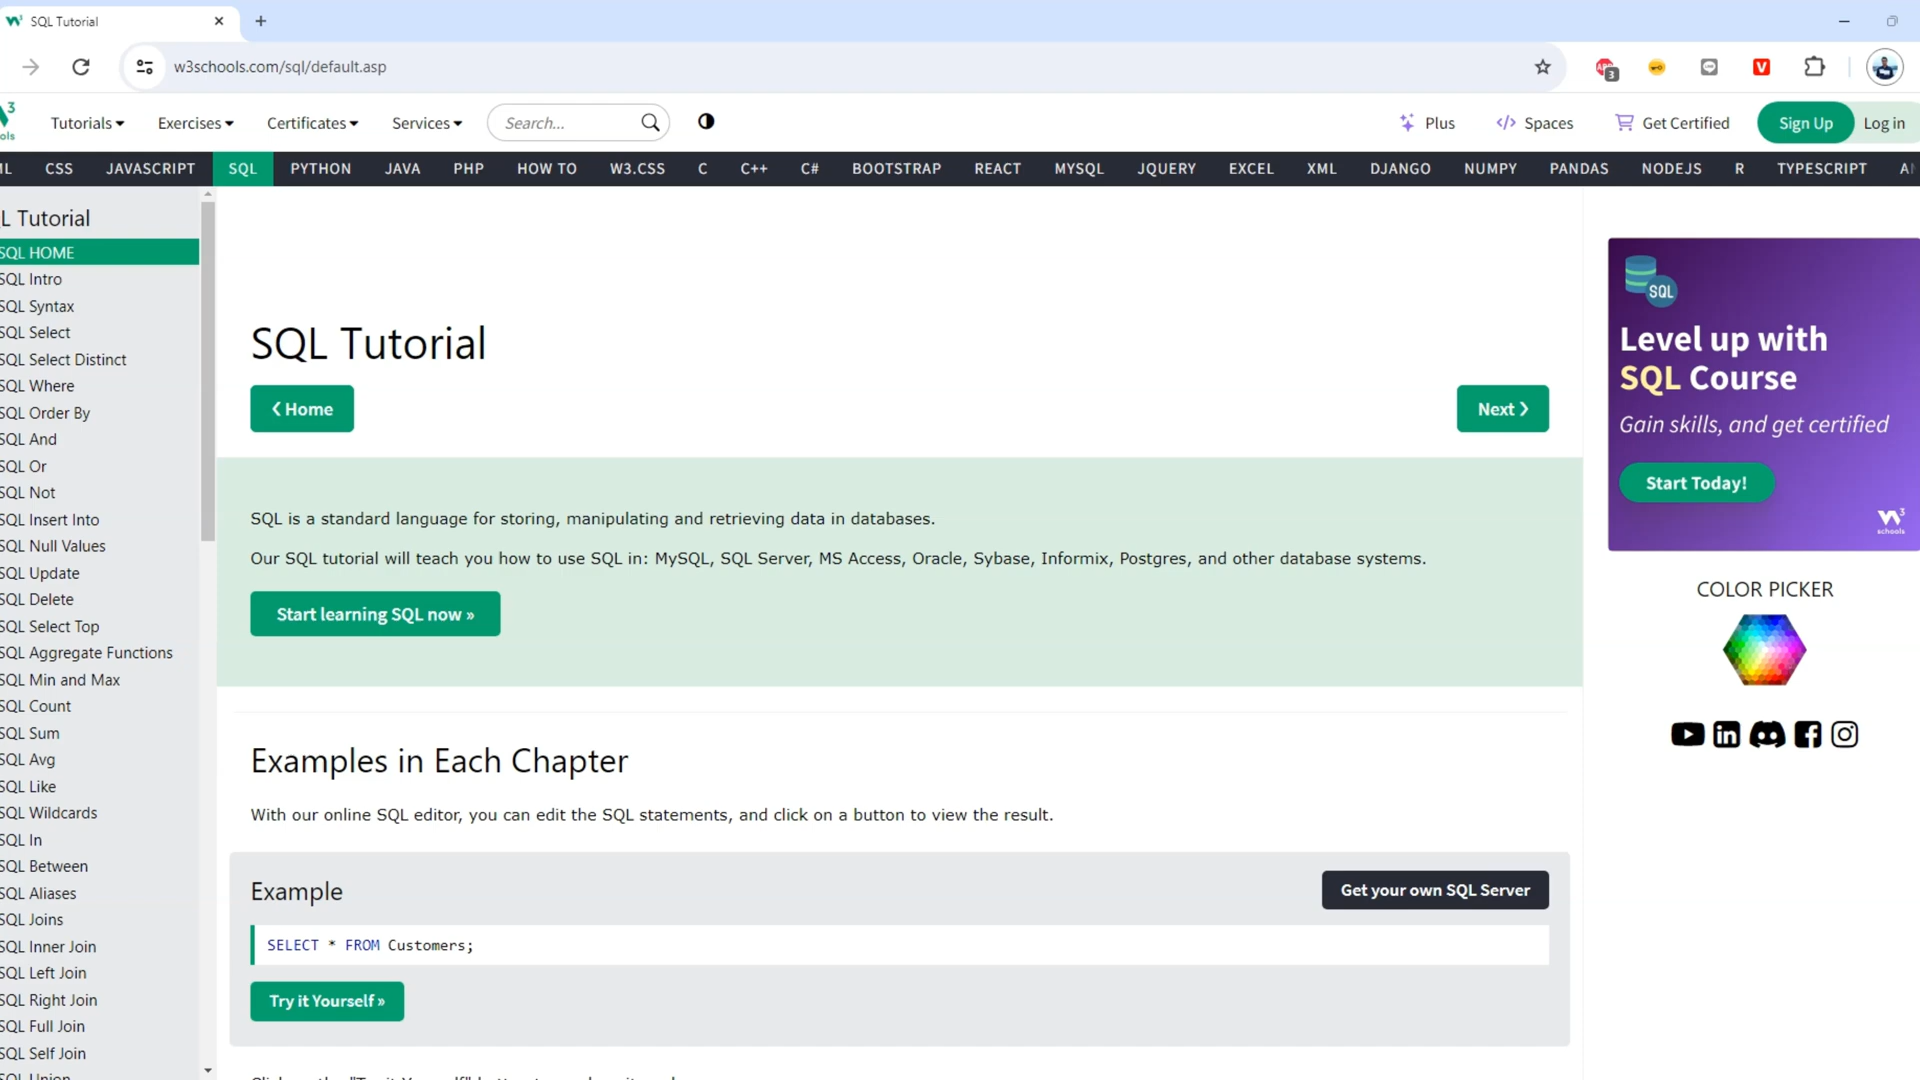 SQL Tutorial
w3schools.com/sql/default.asp
3
3
ols
Tutorials
Exercises
Certificates
Services
Search...
Plus
Spaces
Get Certified
Sign Up
Log in
ML CSS JAVASCRIPT SQL PYTHON JAVA PHP HOW TO W3.CSS C C++ C# BOOTSTRAP REACT MYSQL JQUERY EXCEL XML DJANGO NUMPY PANDAS NODEJS R TYPESCRIPT
L Tutorial
SQL HOME
SQL Intro
SQL Syntax
SQL Select
SQL Select Distinct
SQL Where
SQL Order By
SQL And
SQL Or
SQL Not
SQL Insert Into
SQL Null Values
SQL Update
SQL Delete
SQL Select Top
SQL Aggregate Functions
SQL Min and Max
SQL Count
SQL Sum
SQL Avg
SQL Like
SQL Wildcards
SQL In
SQL Between
SQL Aliases
SQL Joins
SQL Inner Join
SQL Left Join
SQL Right Join
SQL Full Join
SQL Self Join
SQL Union
SQL Tutorial
❮ Home
Next ❯
SQL is a standard language for storing, manipulating and retrieving data in databases.
Our SQL tutorial will teach you how to use SQL in: MySQL, SQL Server, MS Access, Oracle, Sybase, Informix, Postgres, and other database systems.
Start learning SQL now »
Examples in Each Chapter
With our online SQL editor, you can edit the SQL statements, and click on a button to view the result.
Example
Get your own SQL Server
SELECT * FROM Customers;
Try it Yourself »
SQL
Level up with
SQL Course
Gain skills, and get certified
Start Today!
W3
schools
COLOR PICKER